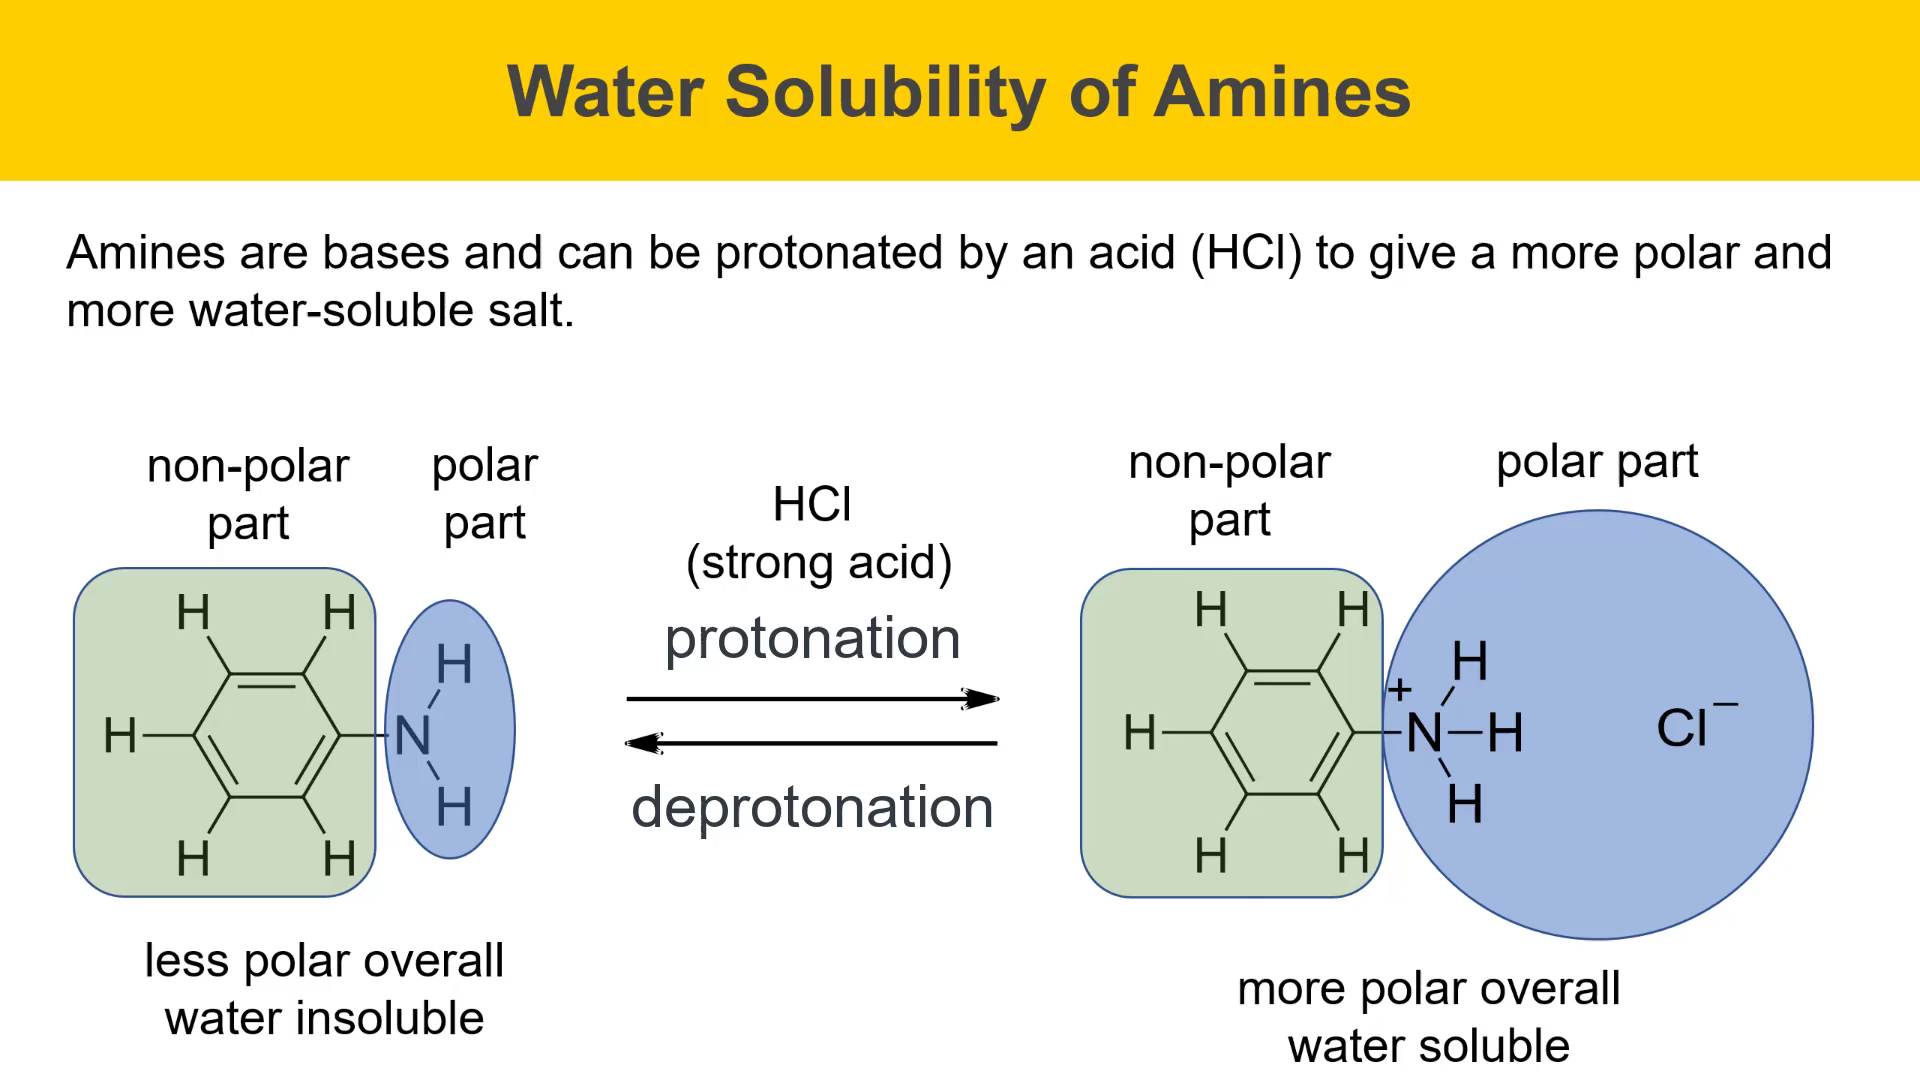 Water Solubility of Amines
Amines are bases and can be protonated by an acid (HCl) to give a more polar and
more water-soluble salt.
non-polar
part
polar
part
HCl
(strong acid)
protonation
deprotonation
non-polar
part
polar part
H H
H
H
N
H
H H
H H
H
H
+
N H
H
H H
Cl⁻
less polar overall
water insoluble
more polar overall
water soluble